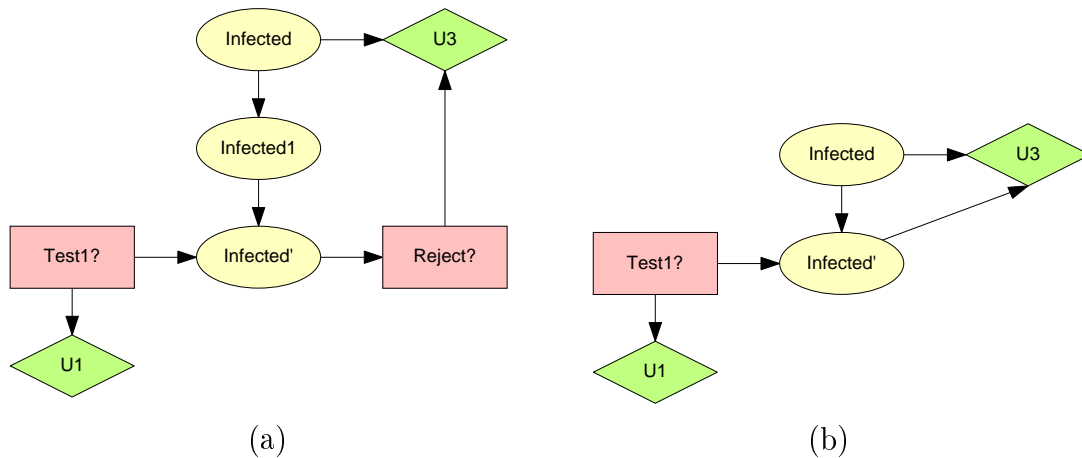 Infected
U3
Infected1
Test1?
Infected'
Reject?
U1
(a)
Infected
U3
Test1?
Infected'
U1
(b)